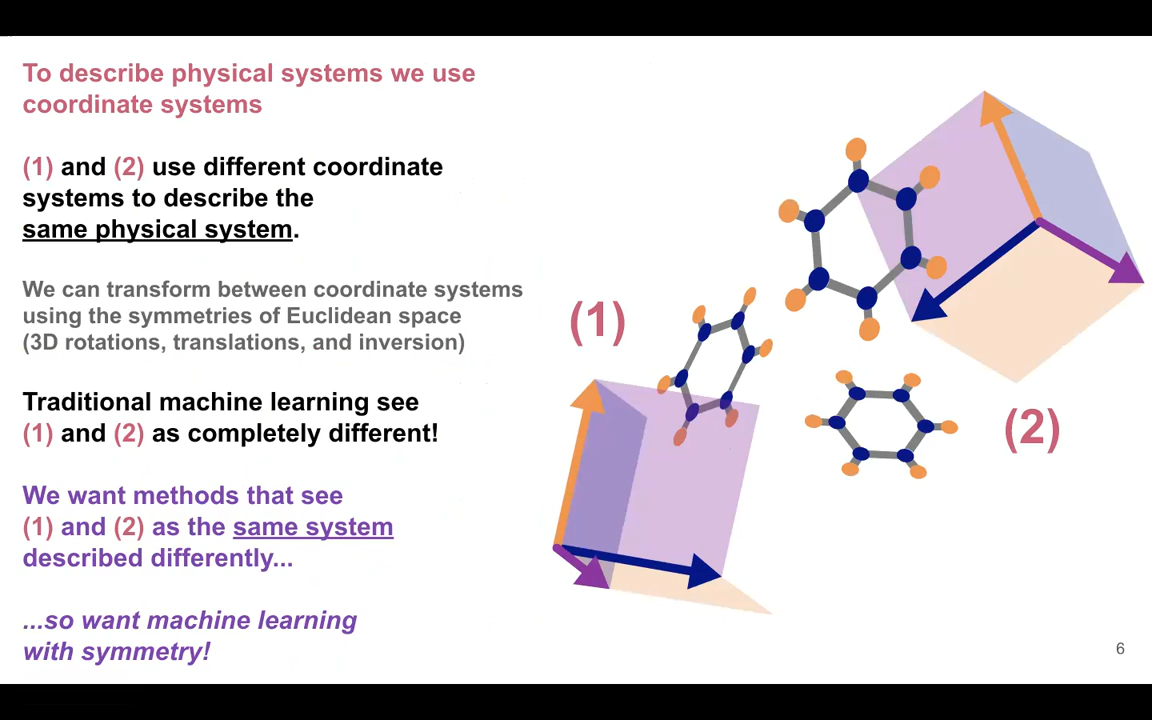 To describe physical systems we use
coordinate systems
(1) and (2) use different coordinate
systems to describe the
same physical system.
We can transform between coordinate systems
using the symmetries of Euclidean space
(3D rotations, translations, and inversion)
Traditional machine learning see
(1) and (2) as completely different!
We want methods that see
(1) and (2) as the same system
described differently...
...so want machine learning
with symmetry!
(1)
(2)
6